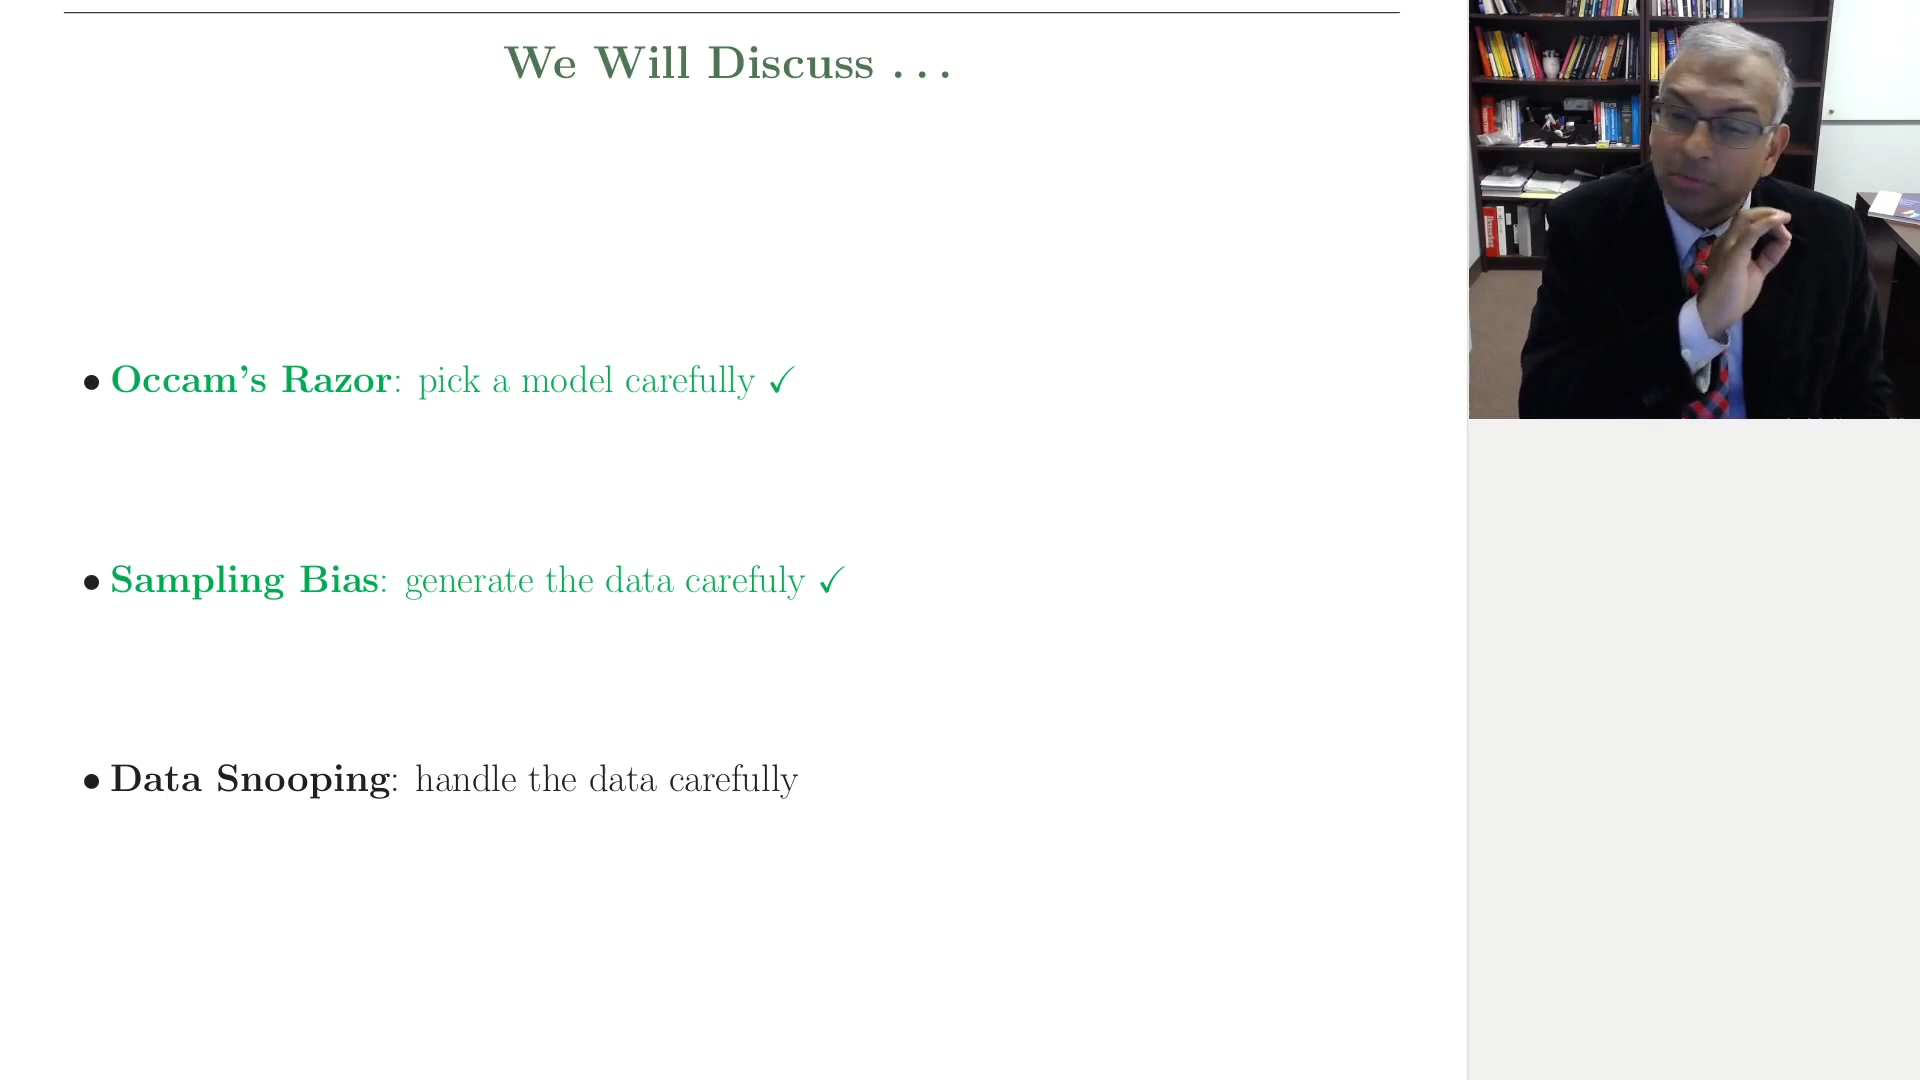 We Will Discuss . . .
• Occam's Razor: pick a model carefully ✓
• Sampling Bias: generate the data carefuly ✓
• Data Snooping: handle the data carefully